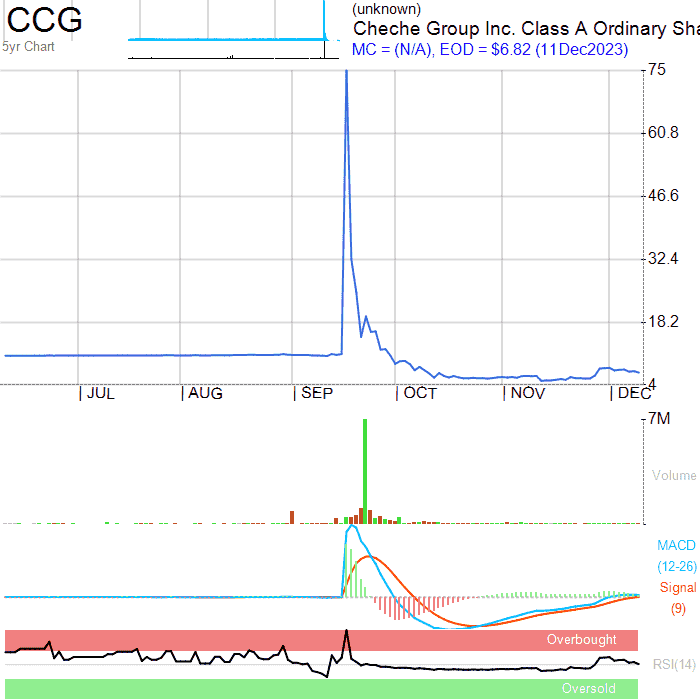 CCG
5yr Chart
(unknown)
Cheche Group Inc. Class A Ordinary Sha
MC = (N/A), EOD = $6.82 (11Dec2023)
75
60.8
46.6
32.4
18.2
4
JUL
AUG
SEP
OCT
NOV
DEC
7M
Volume
MACD
(12-26)
Signal
(9)
Overbought
RSI(14)
Oversold